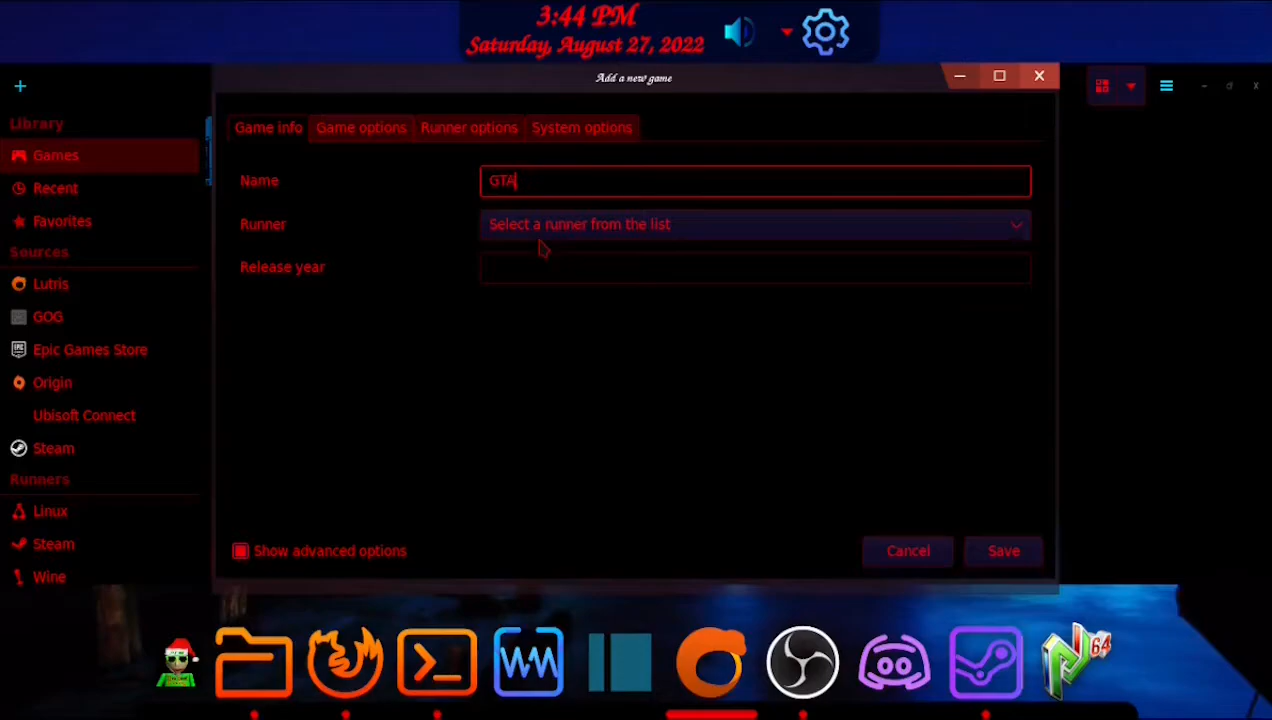 3:44 PM
Saturday, August 27, 2022
Add a new game
Library
Games
Recent
Favorites
Sources
Lutris
GOG
Epic Games Store
Origin
Ubisoft Connect
Steam
Runners
Linux
Steam
Wine
Game info
Game options
Runner options
System options
Name
GTA
Runner
Select a runner from the list
Release year
Show advanced options
Cancel
Save
64